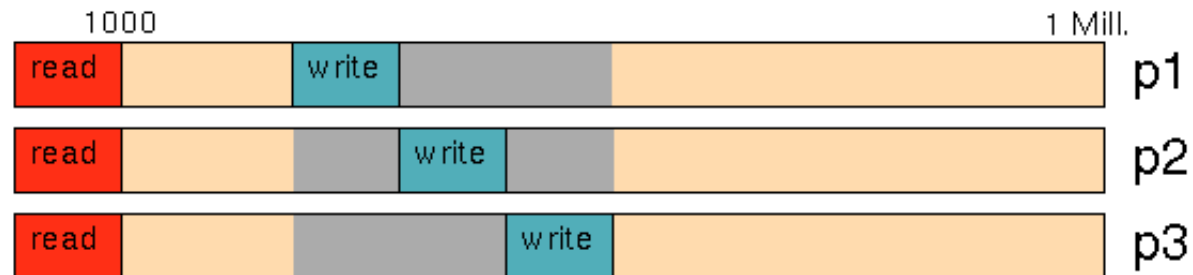 1000 1 Mill.
read write p1
read write p2
read write p3